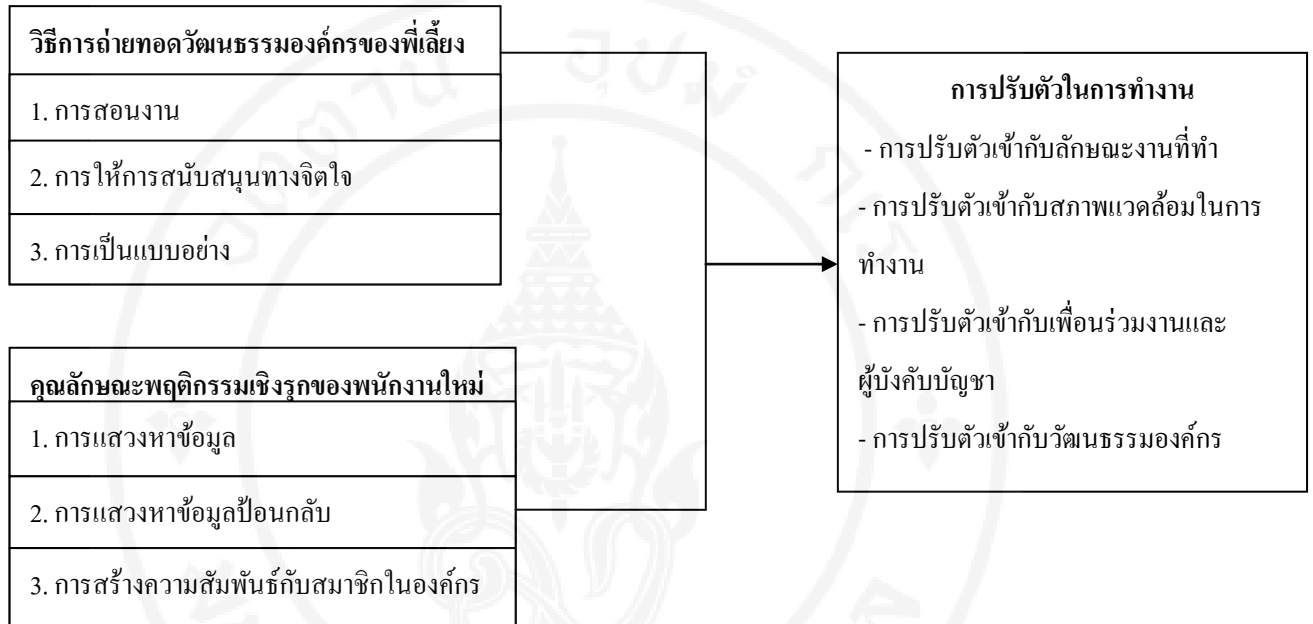 วิธีการถ่ายทอดวัฒนธรรมองค์กรของพี่เลี้ยง
1. การสอนงาน
2. การให้การสนับสนุนทางจิตใจ
3. การเป็นแบบอย่าง
คุณลักษณะพฤติกรรมเชิงรุกของพนักงานใหม่
1. การแสวงหาข้อมูล
2. การแสวงหาข้อมูลป้อนกลับ
3. การสร้างความสัมพันธ์กับสมาชิกในองค์กร
การปรับตัวในการทำงาน
- การปรับตัวเข้ากับลักษณะงานที่ทำ
- การปรับตัวเข้ากับสภาพแวดล้อมในการ
ทำงาน
- การปรับตัวเข้ากับเพื่อนร่วมงานและ
ผู้บังคับบัญชา
- การปรับตัวเข้ากับวัฒนธรรมองค์กร